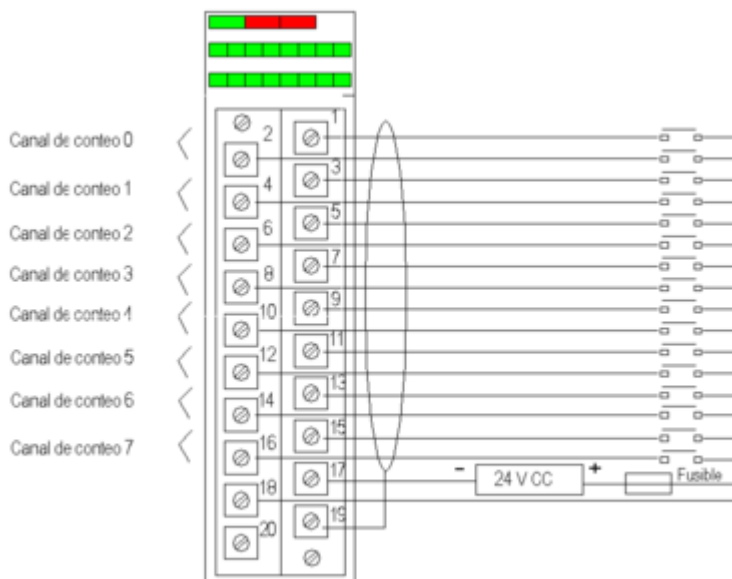 1
2
Canal de conteo 0
3
4
Canal de conteo 1
5
6
Canal de conteo 2
7
8
Canal de conteo 3
9
10
Canal de conteo 4
11
12
Canal de conteo 5
13
14
Canal de conteo 6
15
16
Canal de conteo 7
17
- 24 V CC + Fusible
18
19
20